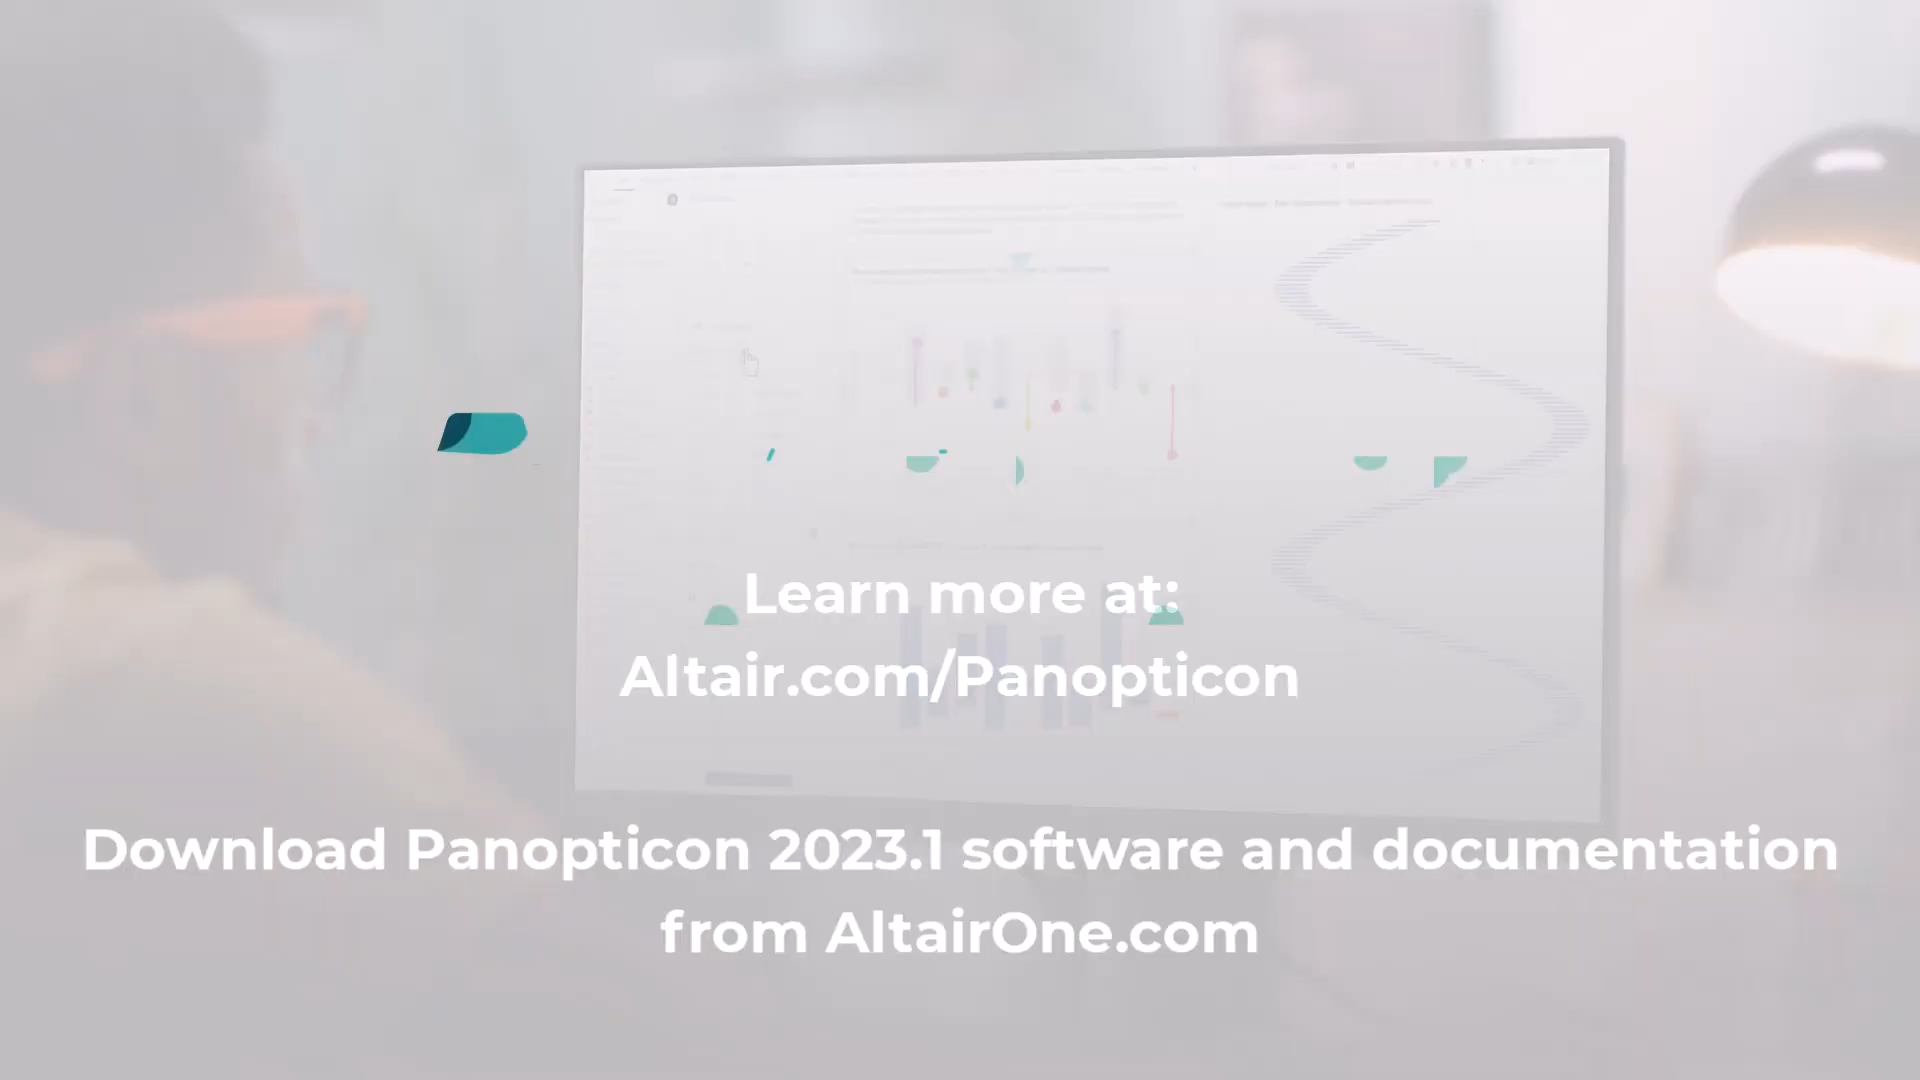 Learn more at:
Altair.com/Panopticon
Download Panopticon 2023.1 software and documentation
from AltairOne.com